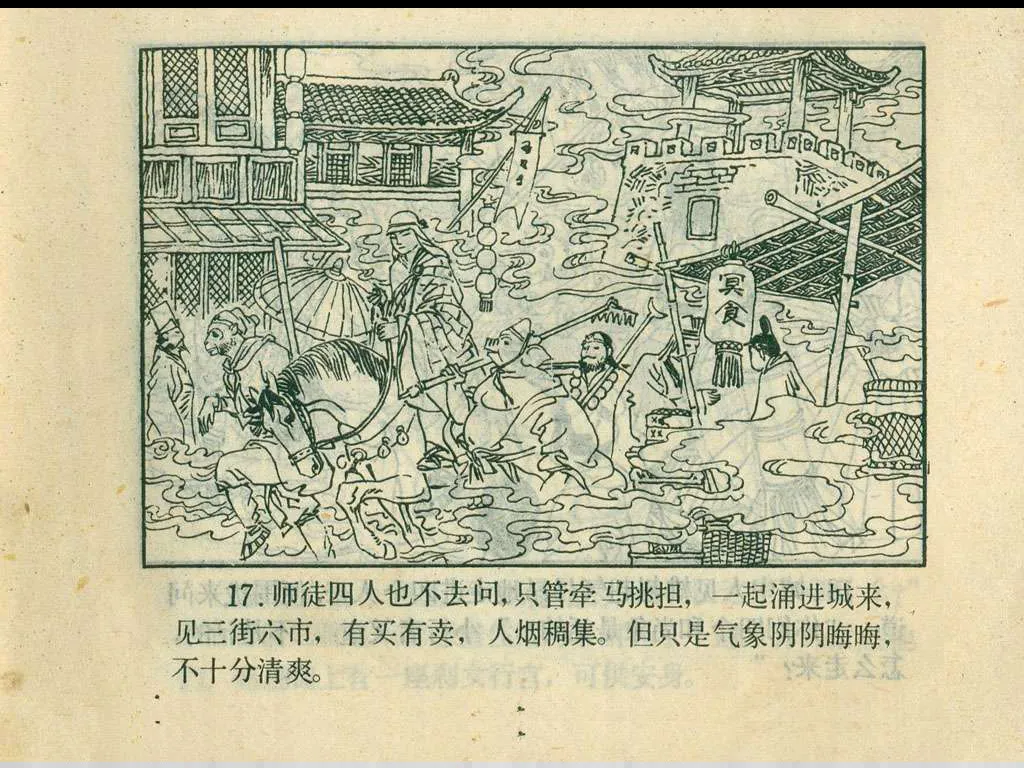 冥食
17.师徒四人也不去问,只管牵马挑担,一起涌进城来,
见三街六市,有买有卖,人烟稠集。但只是气象阴阴晦晦,
不十分清爽。